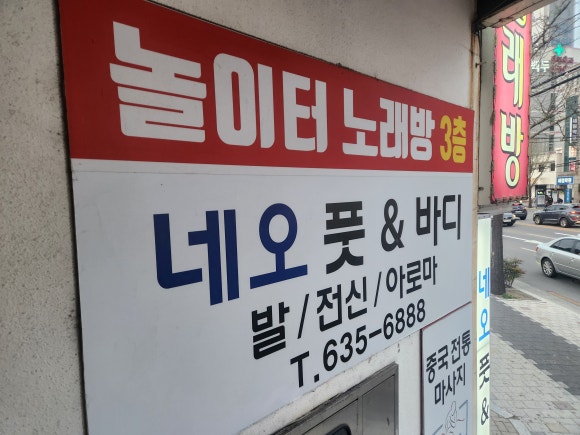 놀이터 노래방 3층
네오 풋 & 바디
발/전신/아로마
T.635-6888
중국 전통
마사지
래방
네오 풋 &